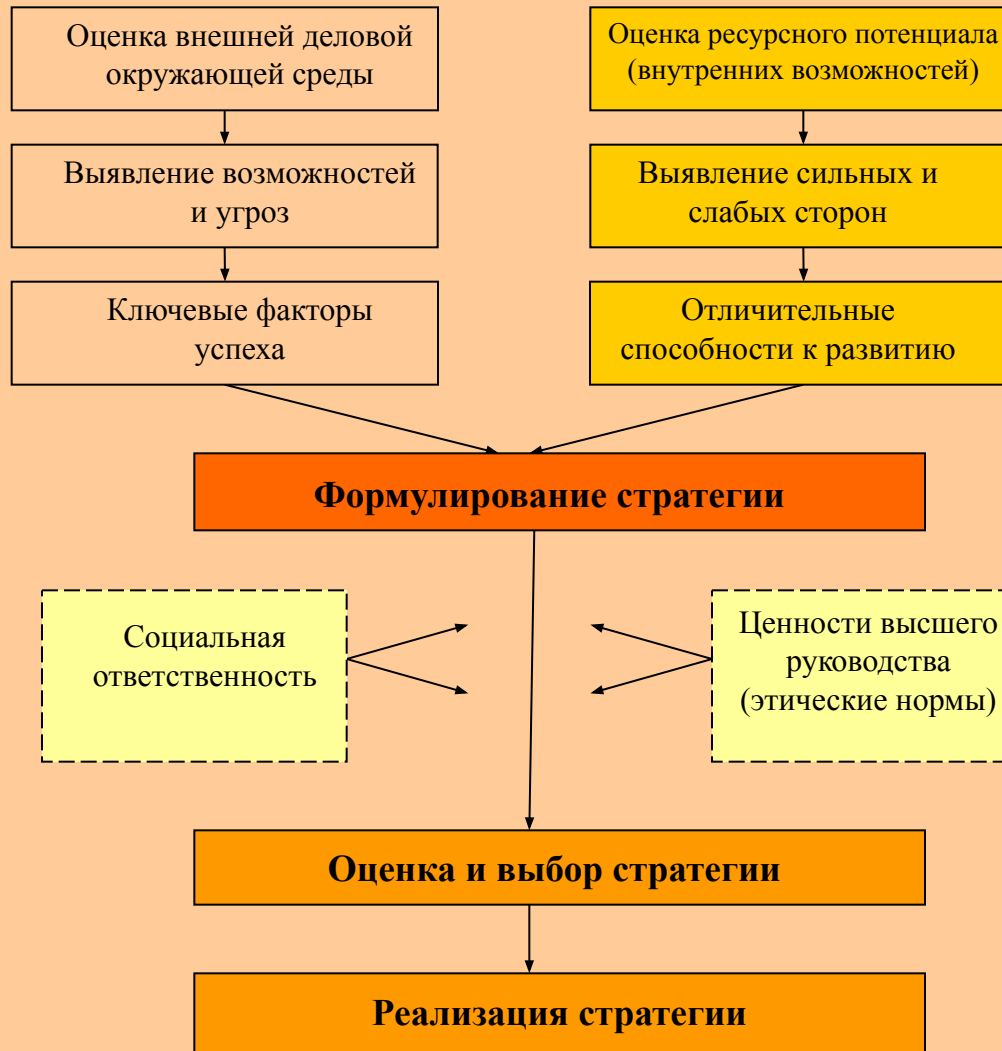 Оценка внешней деловой
окружающей среды
Оценка ресурсного потенциала
(внутренних возможностей)
Выявление возможностей
и угроз
Выявление сильных и
слабых сторон
Ключевые факторы
успеха
Отличительные
способности к развитию
Формулирование стратегии
Социальная
ответственность
Ценности высшего
руководства
(этические нормы)
Оценка и выбор стратегии
Реализация стратегии